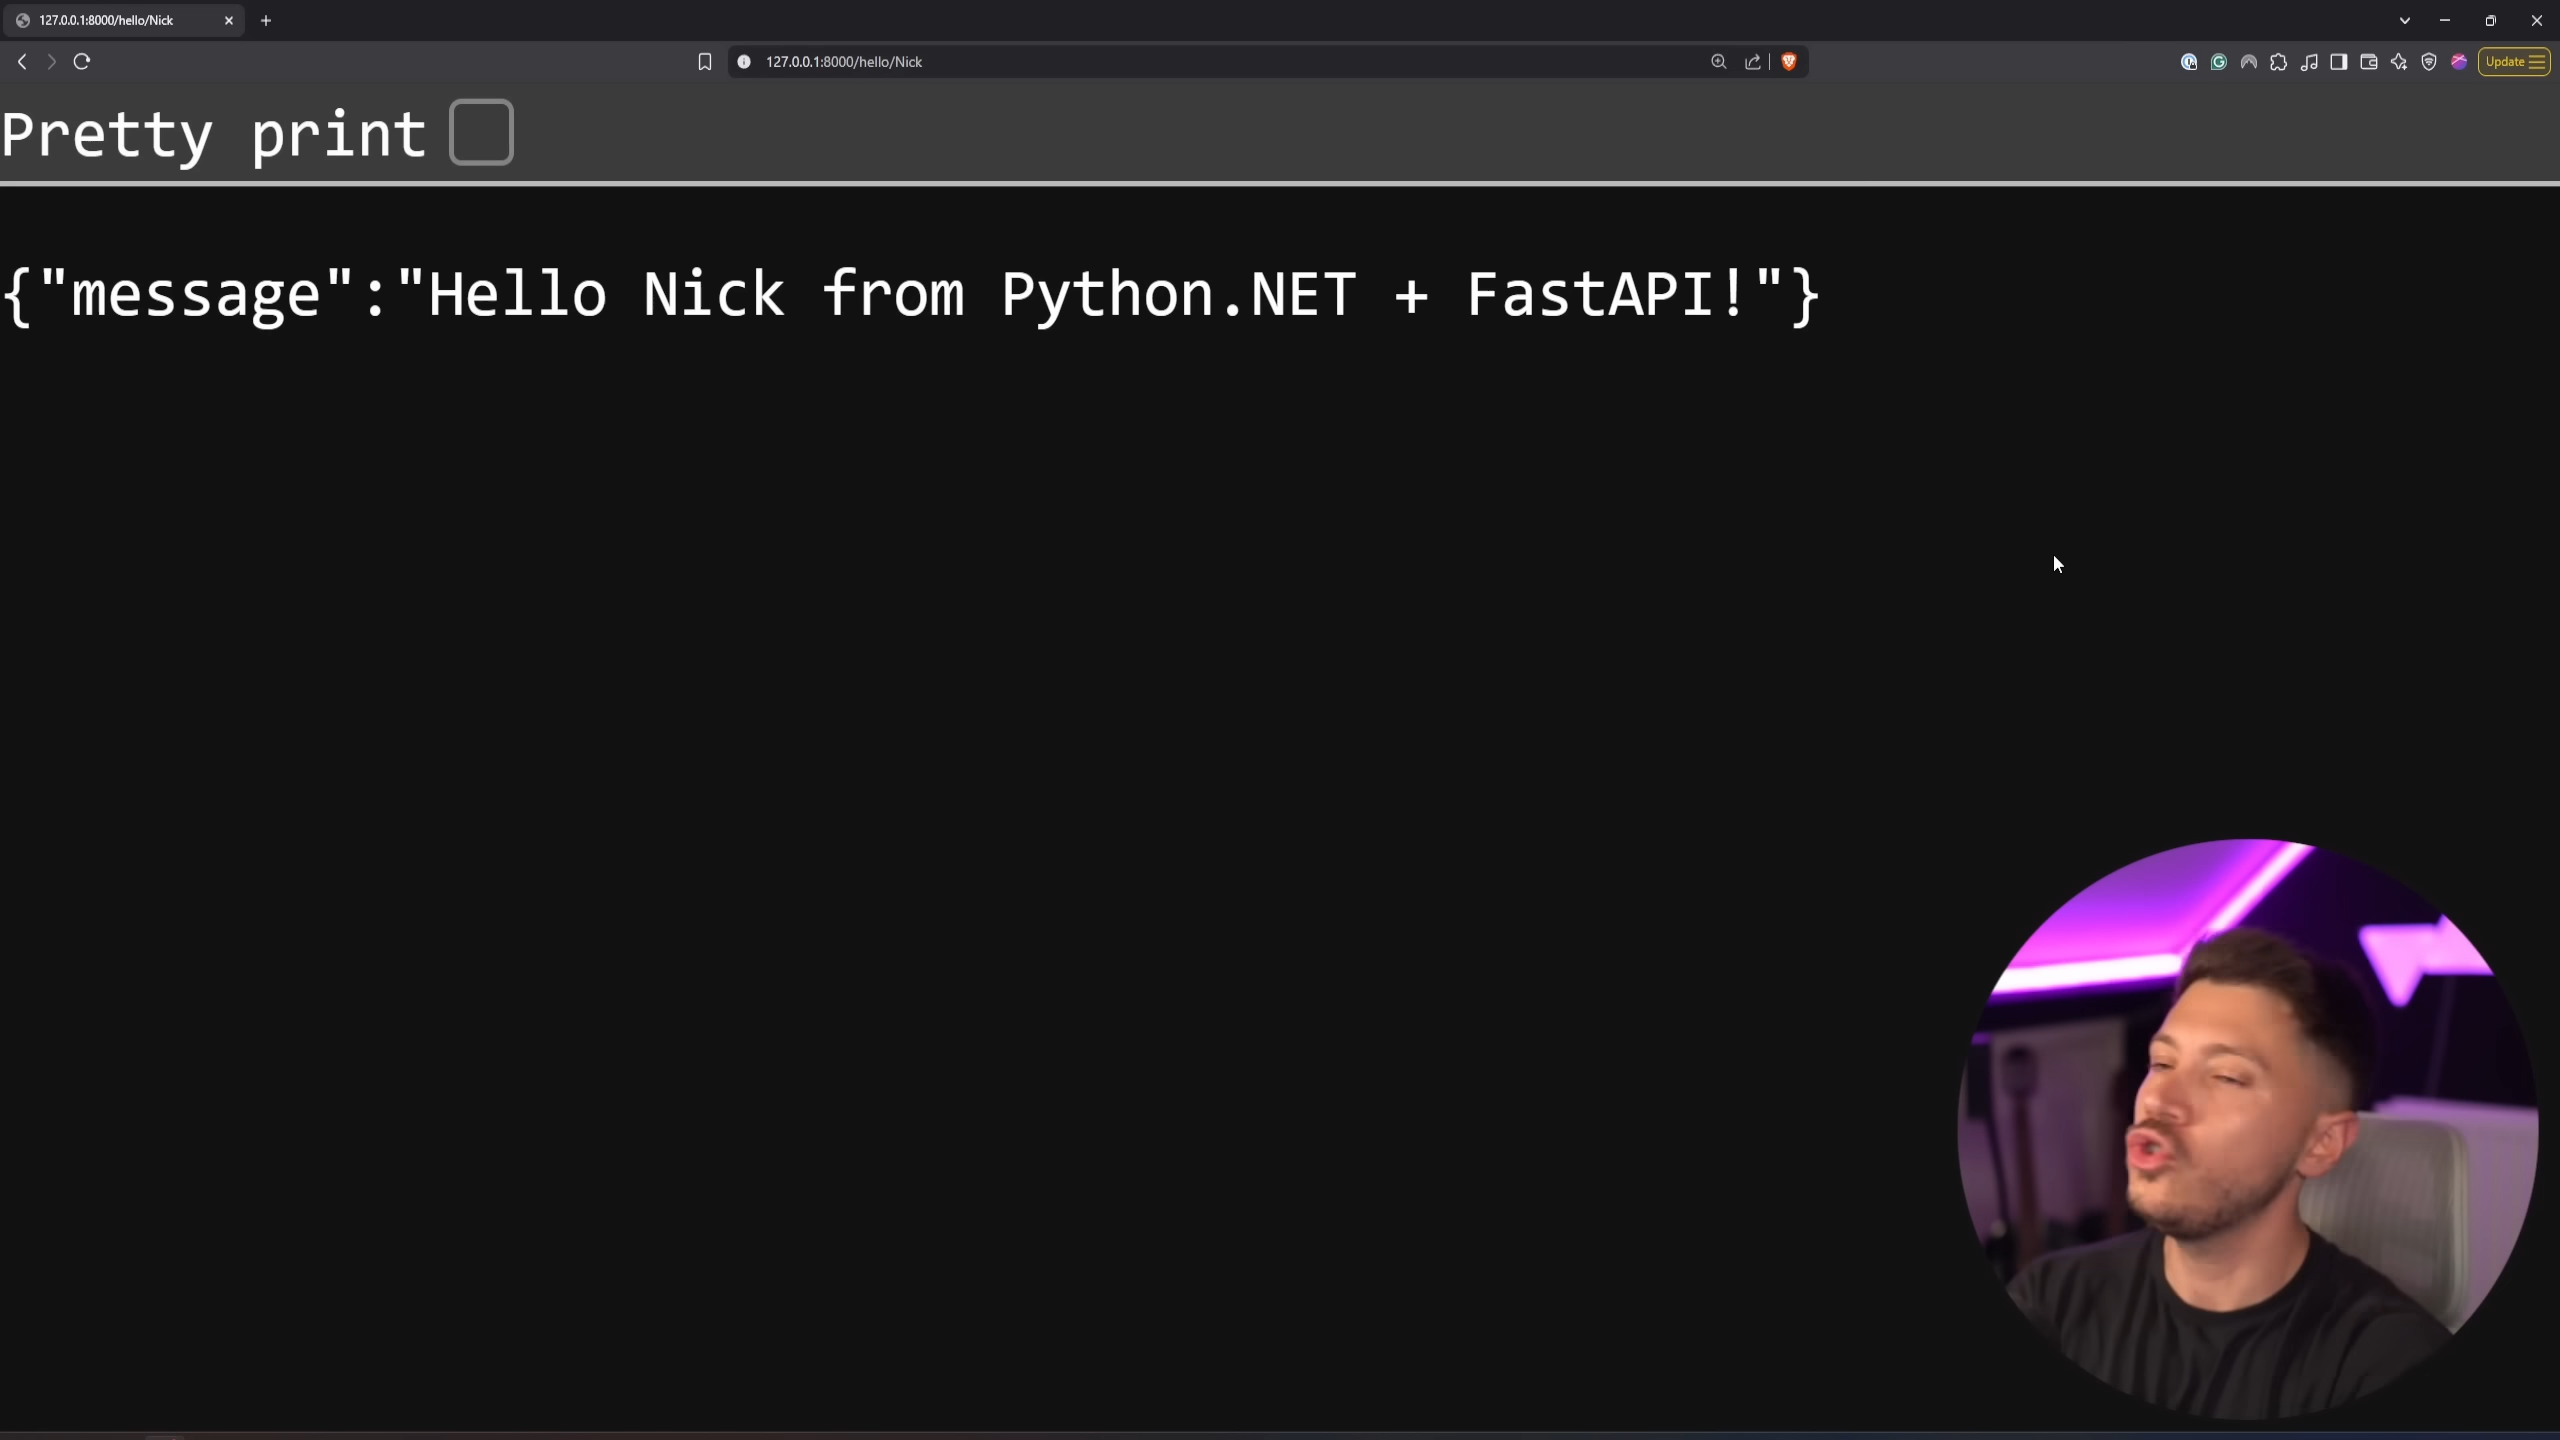 127.0.0.1:8000/hello/Nick
127.0.0.1:8000/hello/Nick
Update
Pretty print
{"message":"Hello Nick from Python.NET + FastAPI!"}